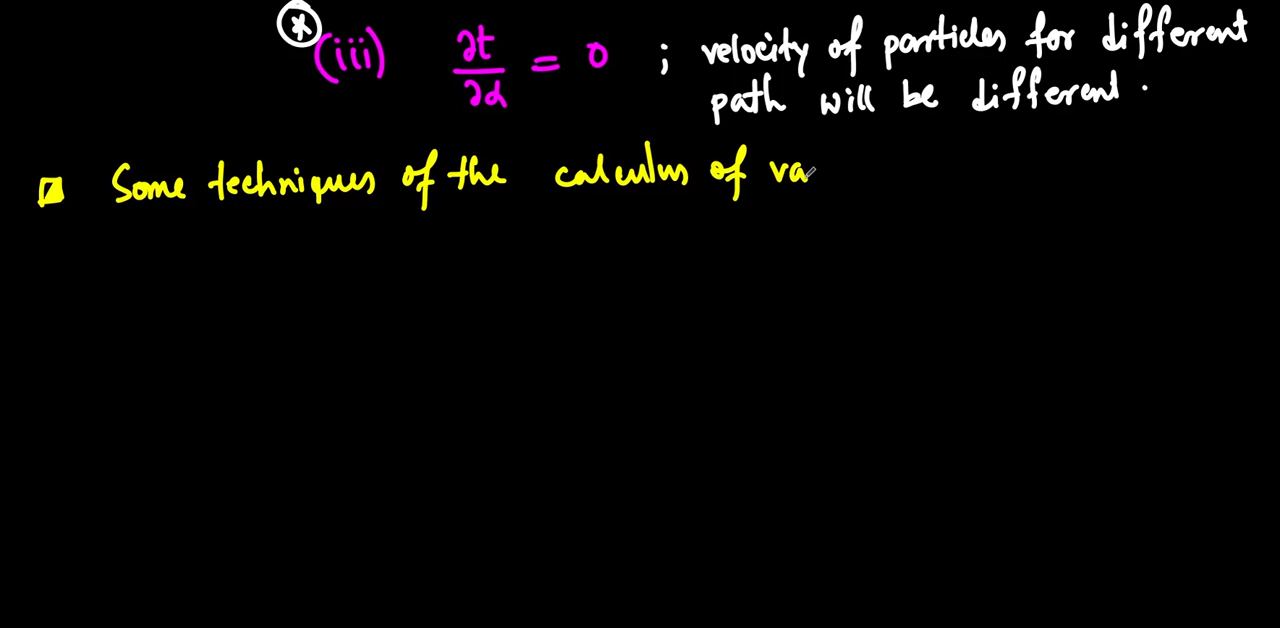 (*) (iii) ∂t/∂α = 0 ; velocity of particles for different
path will be different.
Some techniques of the calculus of va